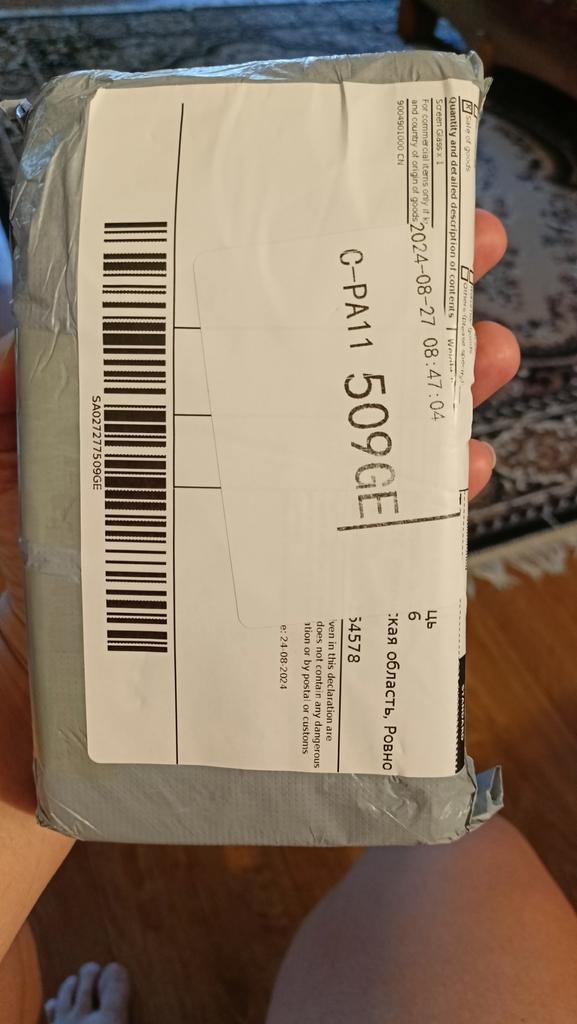 Sale of goods
Quantity and detailed description of contents
Screen Glass x 1
For commercial items only if k
and country of origin of goods
9004901000 CN
2024-08-27 08:47:04
C-PA11 509GE
ць
6
кая область, Ровно
54578
ven in this declaration are
does not contain any dangerous
tion or by postal or customs
e: 24-08-2024
SA027277509GE